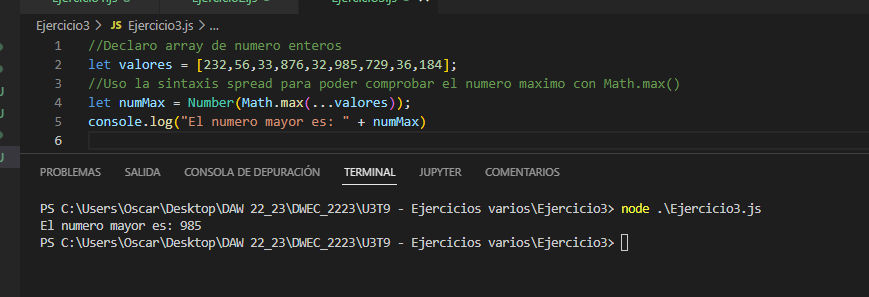 Ejercicio2.js
Ejercicio3 > JS Ejercicio3.js > ...
1 //Declaro array de numero enteros
2 let valores = [232,56,33,876,32,985,729,36,184];
3 //Uso la sintaxis spread para poder comprobar el numero maximo con Math.max()
4 let numMax = Number(Math.max(...valores));
5 console.log("El numero mayor es: " + numMax)
6
PROBLEMAS SALIDA CONSOLA DE DEPURACIÓN TERMINAL JUPYTER COMENTARIOS
PS C:\Users\Oscar\Desktop\DAW 22_23\DWEC_2223\U3T9 - Ejercicios varios\Ejercicio3> node .\Ejercicio3.js
El numero mayor es: 985
PS C:\Users\Oscar\Desktop\DAW 22_23\DWEC_2223\U3T9 - Ejercicios varios\Ejercicio3>